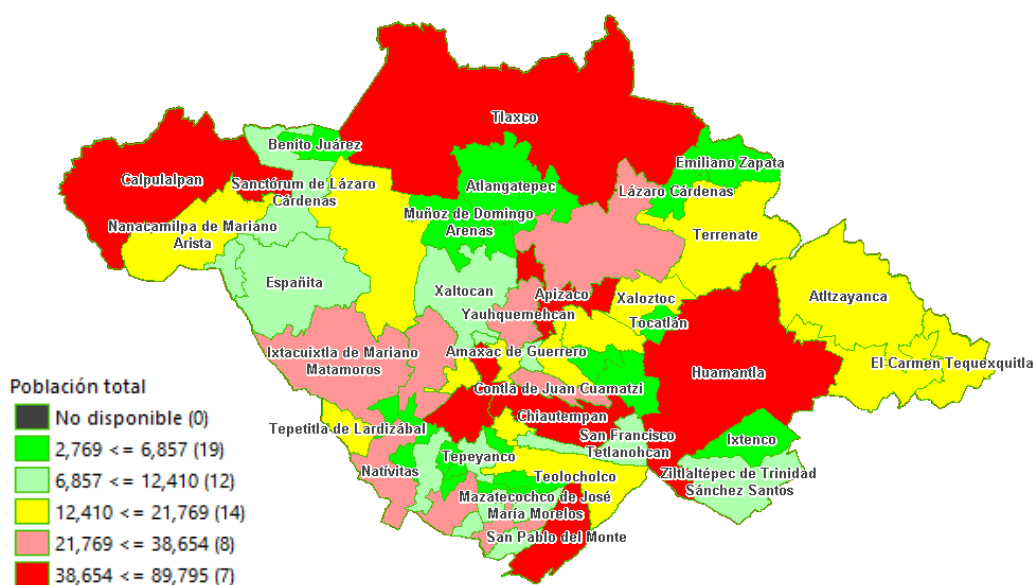 Tlaxco
Benito Juárez
Emiliano Zapata
Calpulalpan
Sanctórum de Lázaro
Cárdenas
Atlangatepec
Lázaro Cárdenas
Nanacamilpa de Mariano
Arista
Muñoz de Domingo
Arenas
Terrenate
Españita
Xaltocan
Apizaco
Xaloztoc
Atltzayanca
Yauhquemehcan
Tocatlán
Ixtacuixtla de Mariano
Matamoros
Amaxac de Guerrero
Huamantla
El Carmen Tequexquitla
Contla de Juan Cuamatzi
Chiautempan
Tepetitla de Lardizábal
San Francisco
Tetlanohcan
Ixtenco
Tepeyanco
Natívitas
Teolocholco
Ziltlaltépec de Trinidad
Sánchez Santos
Mazatecochco de José
María Morelos
San Pablo del Monte
Población total
No disponible (0)
2,769 <= 6,857 (19)
6,857 <= 12,410 (12)
12,410 <= 21,769 (14)
21,769 <= 38,654 (8)
38,654 <= 89,795 (7)